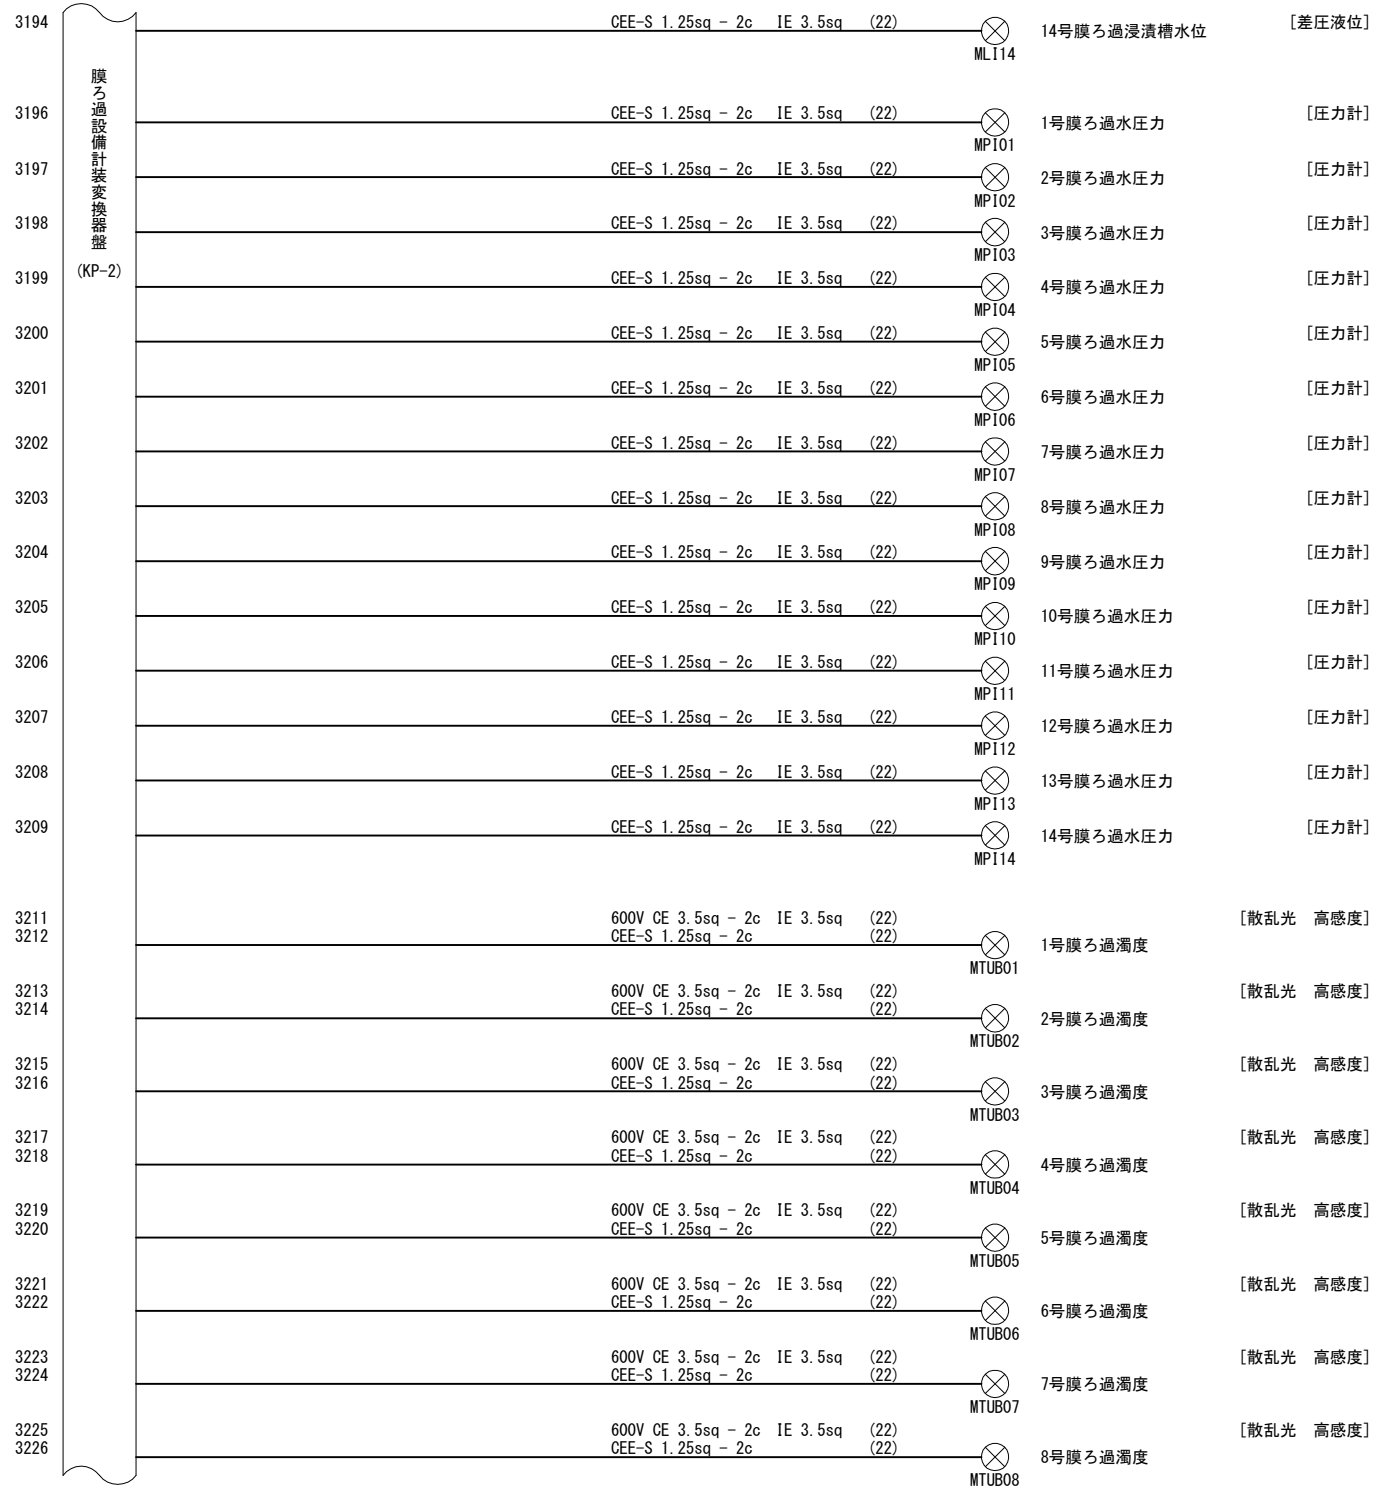 3194 CEE-S 1.25sq - 2c IE 3.5sq (22) 14号膜ろ過浸漬槽水位 [差圧液位]
MLI14
膜ろ過設備計装変換器盤
(KP-2)
3196 CEE-S 1.25sq - 2c IE 3.5sq (22) 1号膜ろ過水圧力 [圧力計]
MPI01
3197 CEE-S 1.25sq - 2c IE 3.5sq (22) 2号膜ろ過水圧力 [圧力計]
MPI02
3198 CEE-S 1.25sq - 2c IE 3.5sq (22) 3号膜ろ過水圧力 [圧力計]
MPI03
3199 CEE-S 1.25sq - 2c IE 3.5sq (22) 4号膜ろ過水圧力 [圧力計]
MPI04
3200 CEE-S 1.25sq - 2c IE 3.5sq (22) 5号膜ろ過水圧力 [圧力計]
MPI05
3201 CEE-S 1.25sq - 2c IE 3.5sq (22) 6号膜ろ過水圧力 [圧力計]
MPI06
3202 CEE-S 1.25sq - 2c IE 3.5sq (22) 7号膜ろ過水圧力 [圧力計]
MPI07
3203 CEE-S 1.25sq - 2c IE 3.5sq (22) 8号膜ろ過水圧力 [圧力計]
MPI08
3204 CEE-S 1.25sq - 2c IE 3.5sq (22) 9号膜ろ過水圧力 [圧力計]
MPI09
3205 CEE-S 1.25sq - 2c IE 3.5sq (22) 10号膜ろ過水圧力 [圧力計]
MPI10
3206 CEE-S 1.25sq - 2c IE 3.5sq (22) 11号膜ろ過水圧力 [圧力計]
MPI11
3207 CEE-S 1.25sq - 2c IE 3.5sq (22) 12号膜ろ過水圧力 [圧力計]
MPI12
3208 CEE-S 1.25sq - 2c IE 3.5sq (22) 13号膜ろ過水圧力 [圧力計]
MPI13
3209 CEE-S 1.25sq - 2c IE 3.5sq (22) 14号膜ろ過水圧力 [圧力計]
MPI14
3211 600V CE 3.5sq - 2c IE 3.5sq (22) [散乱光　高感度]
3212 CEE-S 1.25sq - 2c (22) 1号膜ろ過濁度
MTUB01
3213 600V CE 3.5sq - 2c IE 3.5sq (22) [散乱光　高感度]
3214 CEE-S 1.25sq - 2c (22) 2号膜ろ過濁度
MTUB02
3215 600V CE 3.5sq - 2c IE 3.5sq (22) [散乱光　高感度]
3216 CEE-S 1.25sq - 2c (22) 3号膜ろ過濁度
MTUB03
3217 600V CE 3.5sq - 2c IE 3.5sq (22) [散乱光　高感度]
3218 CEE-S 1.25sq - 2c (22) 4号膜ろ過濁度
MTUB04
3219 600V CE 3.5sq - 2c IE 3.5sq (22) [散乱光　高感度]
3220 CEE-S 1.25sq - 2c (22) 5号膜ろ過濁度
MTUB05
3221 600V CE 3.5sq - 2c IE 3.5sq (22) [散乱光　高感度]
3222 CEE-S 1.25sq - 2c (22) 6号膜ろ過濁度
MTUB06
3223 600V CE 3.5sq - 2c IE 3.5sq (22) [散乱光　高感度]
3224 CEE-S 1.25sq - 2c (22) 7号膜ろ過濁度
MTUB07
3225 600V CE 3.5sq - 2c IE 3.5sq (22) [散乱光　高感度]
3226 CEE-S 1.25sq - 2c (22) 8号膜ろ過濁度
MTUB08